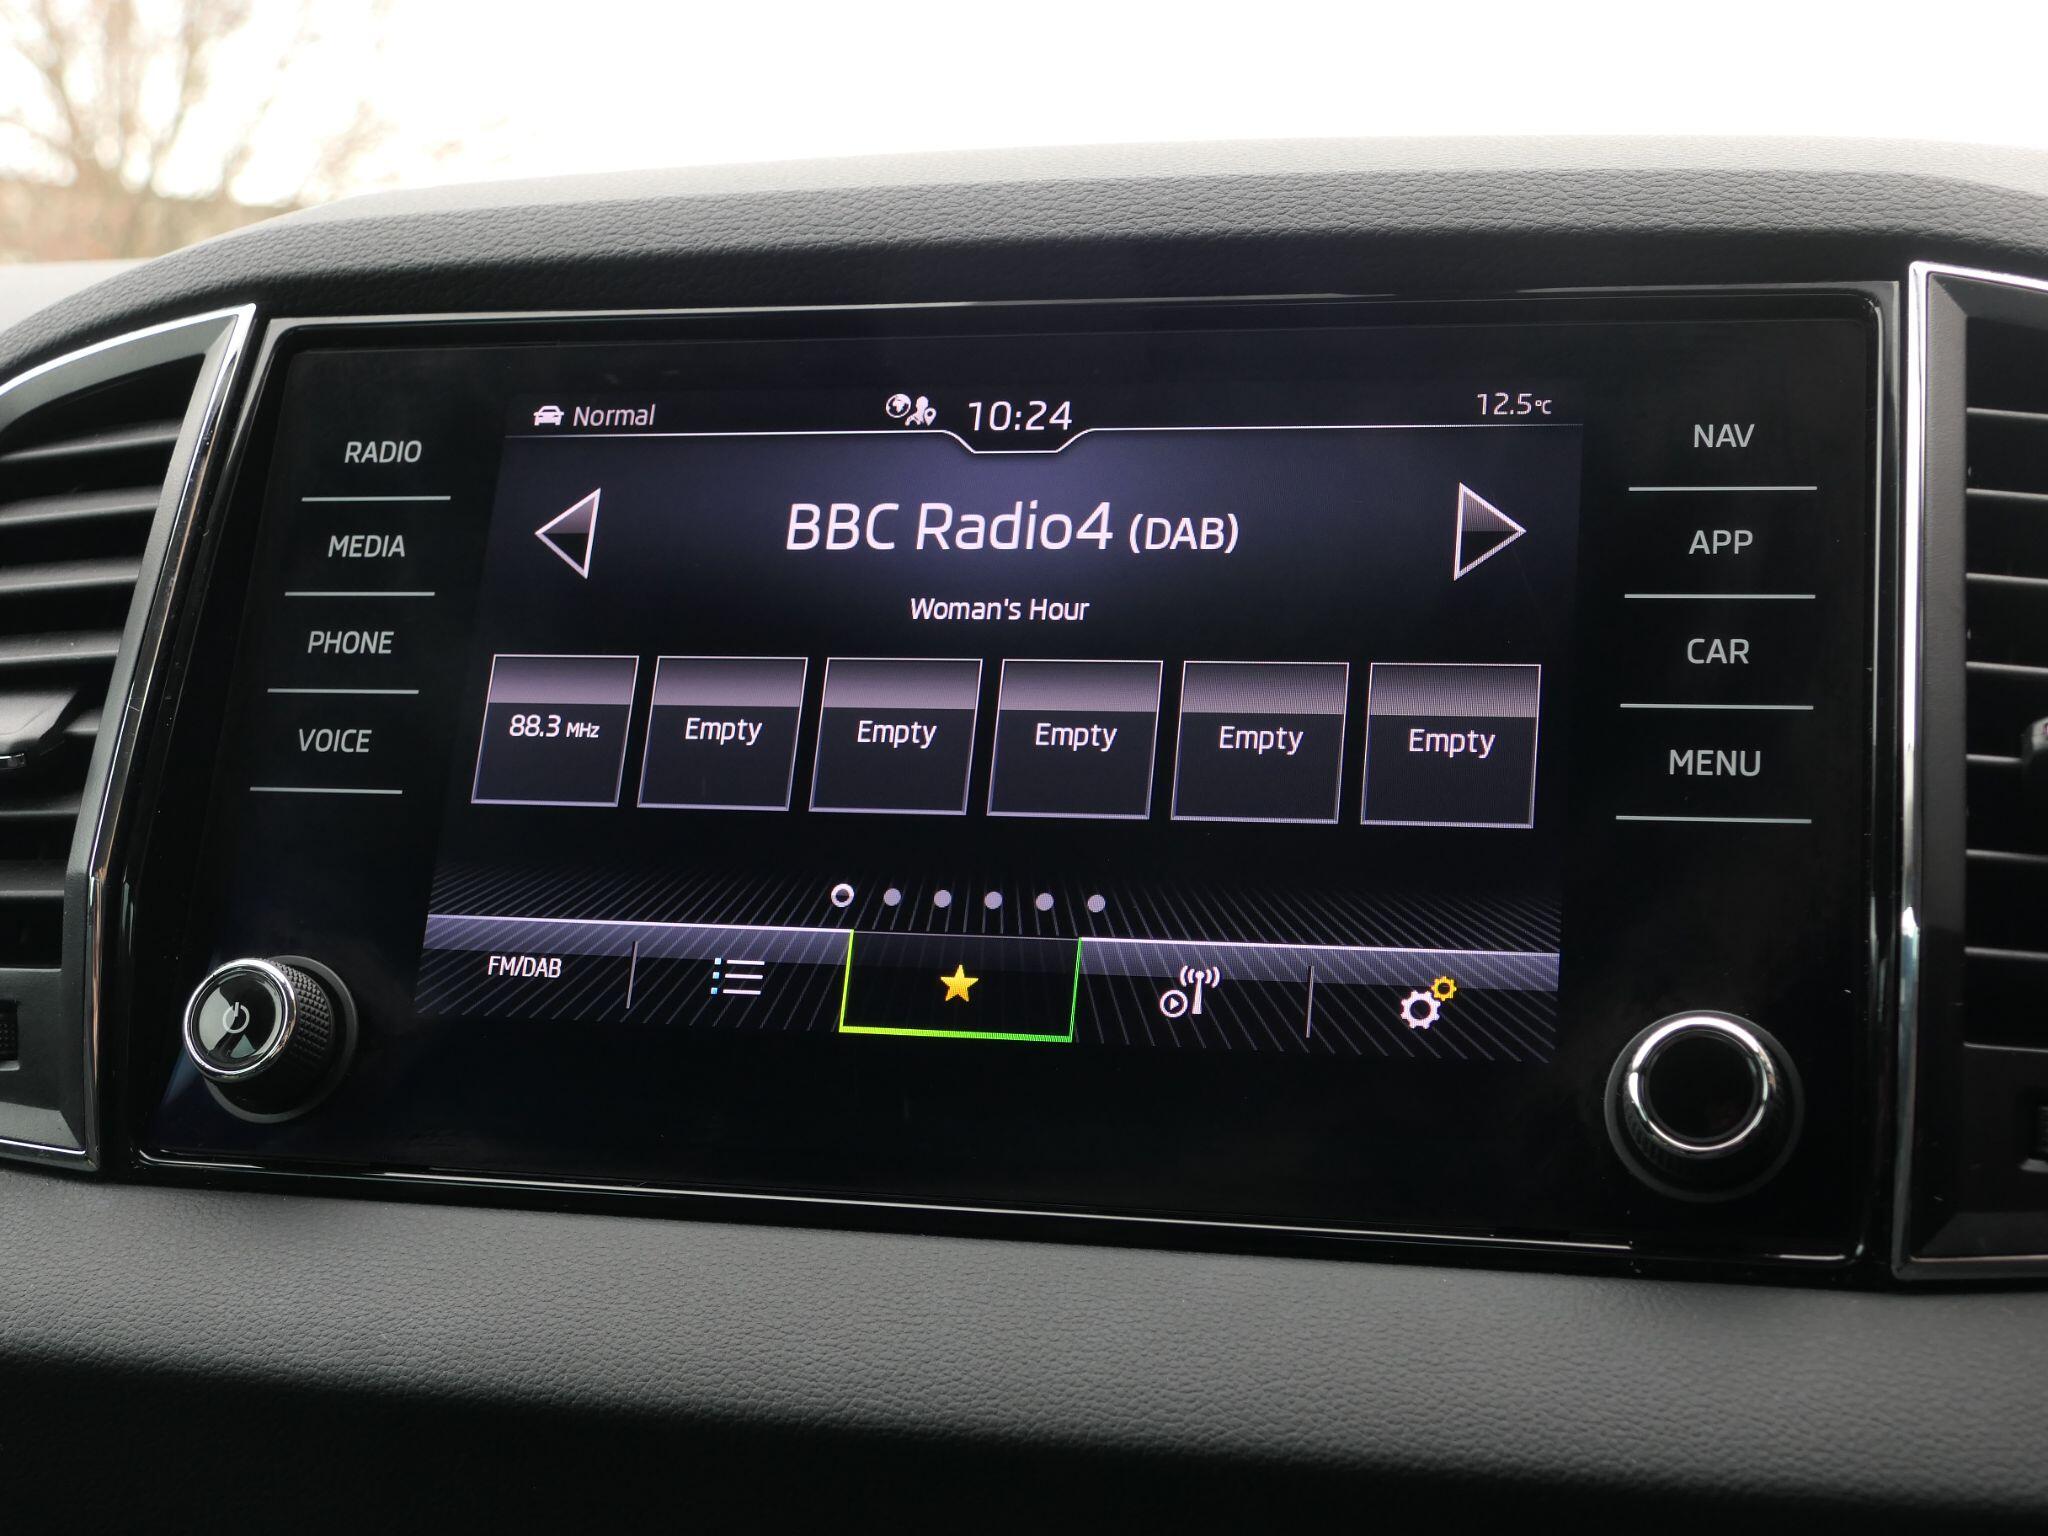 Normal
10:24
12.5°C
RADIO
MEDIA
PHONE
VOICE
BBC Radio4 (DAB)
Woman's Hour
88.3 MHz
Empty
Empty
Empty
Empty
Empty
FM/DAB
NAV
APP
CAR
MENU